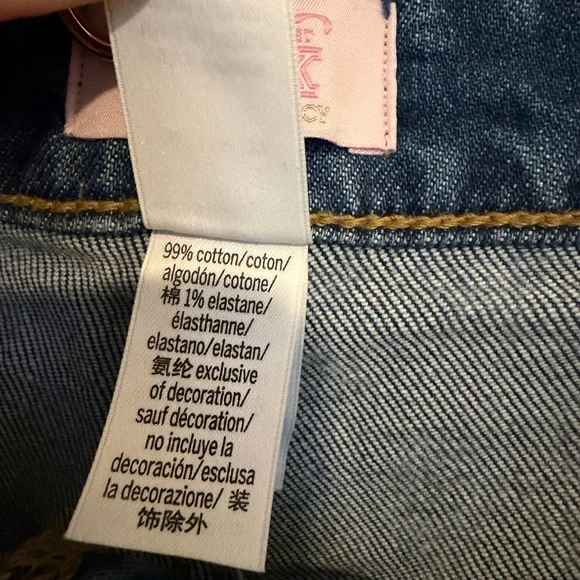 99% cotton/coton/
algodón/cotone/
棉 1% elastane/
élasthanne/
elastano/elastan/
氨纶 exclusive
of decoration/
sauf décoration/
no incluye la
decoración/esclusa
la decorazione/ 装
饰除外